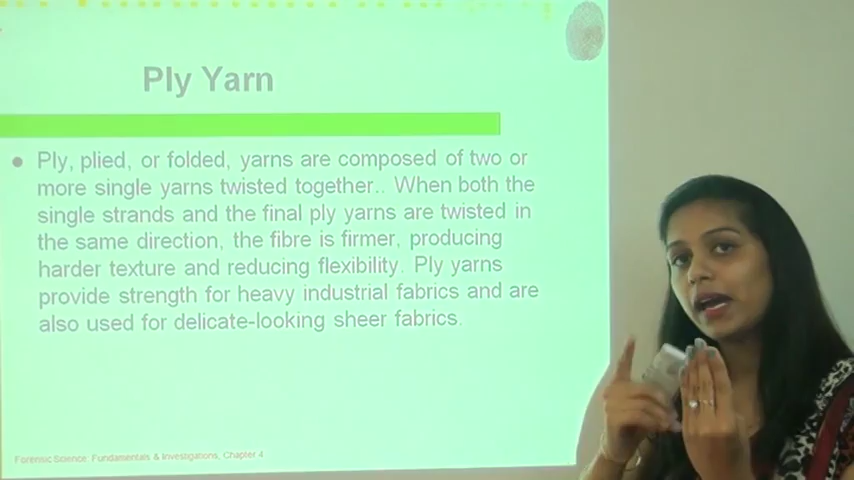 Ply Yarn
● Ply, plied, or folded, yarns are composed of two or
more single yarns twisted together.. When both the
single strands and the final ply yarns are twisted in
the same direction, the fibre is firmer, producing
harder texture and reducing flexibility. Ply yarns
provide strength for heavy industrial fabrics and are
also used for delicate-looking sheer fabrics.
Forensic Science: Fundamentals & Investigations, Chapter 4